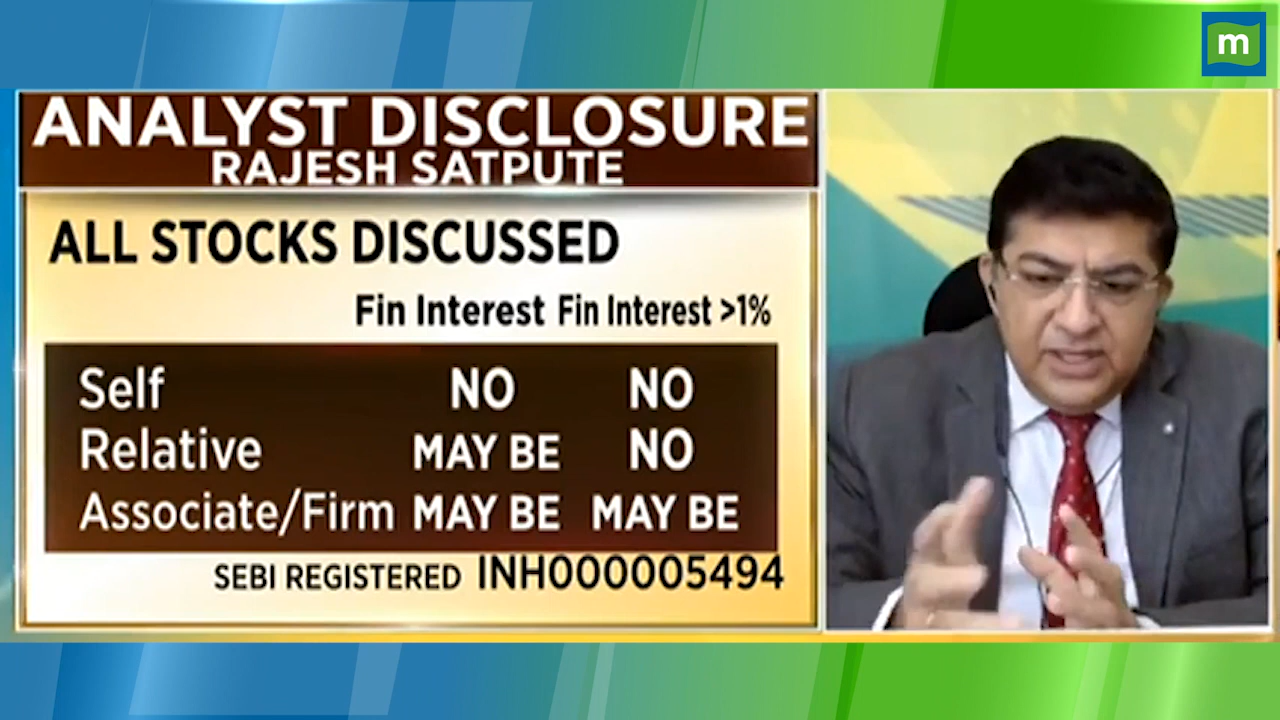 m
ANALYST DISCLOSURE
RAJESH SATPUTE
ALL STOCKS DISCUSSED
Fin Interest Fin Interest >1%
Self NO NO
Relative MAY BE NO
Associate/Firm MAY BE MAY BE
SEBI REGISTERED INH000005494